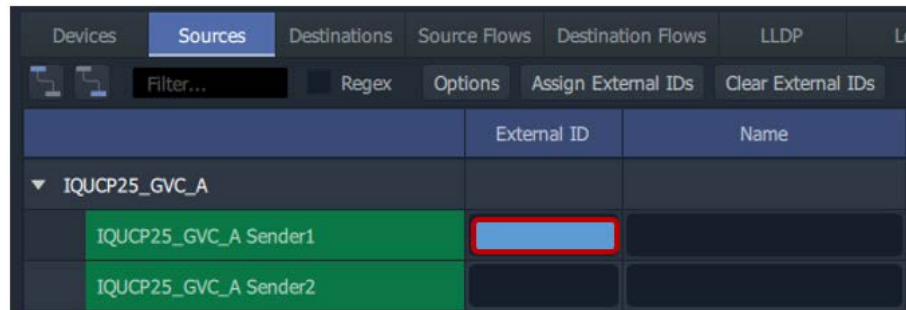 Devices Sources Destinations Source Flows Destination Flows LLDP
Filter... Regex Options Assign External IDs Clear External IDs
External ID Name
IQUCP25_GVC_A
IQUCP25_GVC_A Sender1
IQUCP25_GVC_A Sender2